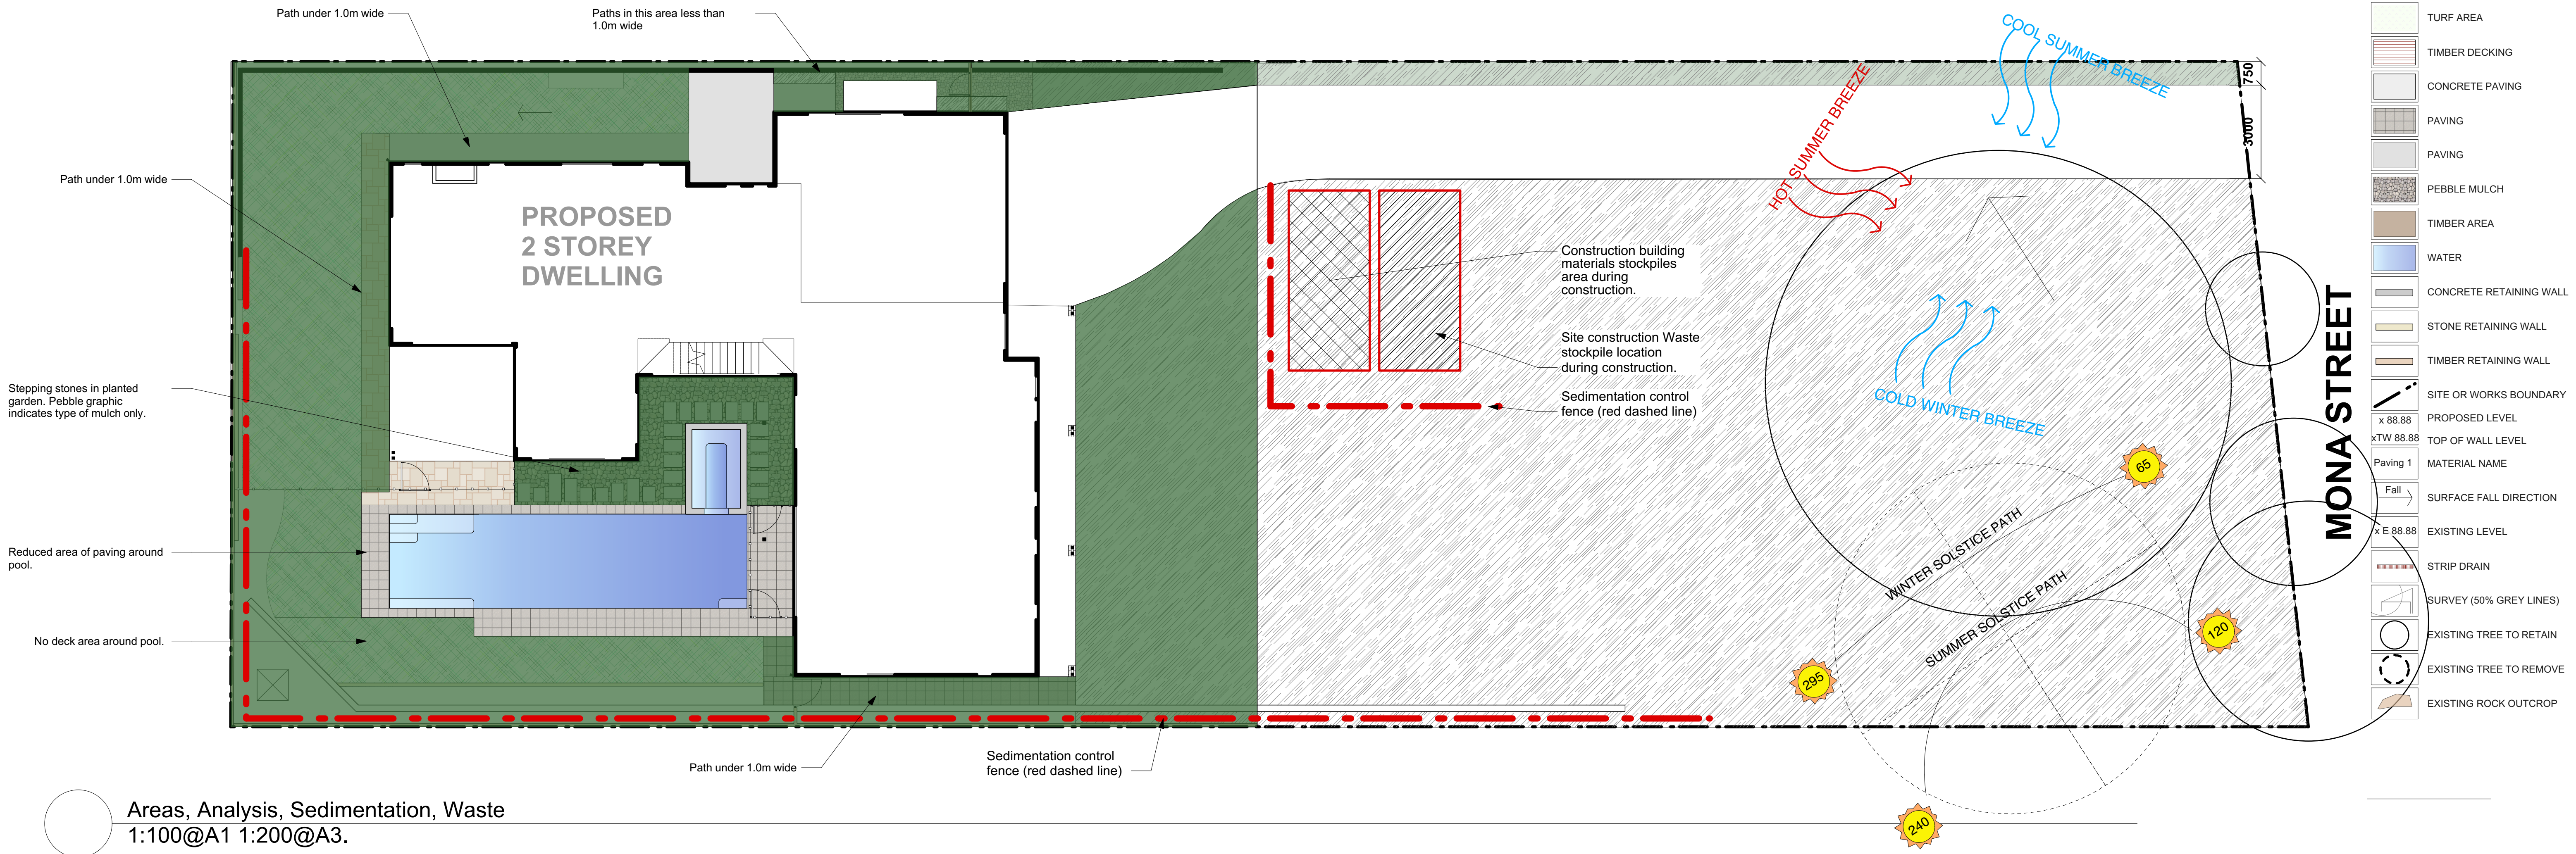 Path under 1.0m wide
Paths in this area less than
1.0m wide
Path under 1.0m wide
Stepping stones in planted
garden. Pebble graphic
indicates type of mulch only.
Reduced area of paving around
pool.
No deck area around pool.
PROPOSED
2 STOREY
DWELLING
Path under 1.0m wide
Sedimentation control
fence (red dashed line)
Construction building
materials stockpiles
area during
construction.
Site construction Waste
stockpile location
during construction.
Sedimentation control
fence (red dashed line)
HOT SUMMER BREEZE
COOL SUMMER BREEZE
COLD WINTER BREEZE
WINTER SOLSTICE PATH
SUMMER SOLSTICE PATH
65
120
295
240
750
3000
MONA STREET
TURF AREA
TIMBER DECKING
CONCRETE PAVING
PAVING
PAVING
PEBBLE MULCH
TIMBER AREA
WATER
CONCRETE RETAINING WALL
STONE RETAINING WALL
TIMBER RETAINING WALL
SITE OR WORKS BOUNDARY
x 88.88 PROPOSED LEVEL
xTW 88.88 TOP OF WALL LEVEL
Paving 1 MATERIAL NAME
Fall SURFACE FALL DIRECTION
x E 88.88 EXISTING LEVEL
STRIP DRAIN
SURVEY (50% GREY LINES)
EXISTING TREE TO RETAIN
EXISTING TREE TO REMOVE
EXISTING ROCK OUTCROP
Areas, Analysis, Sedimentation, Waste
1:100@A1 1:200@A3.